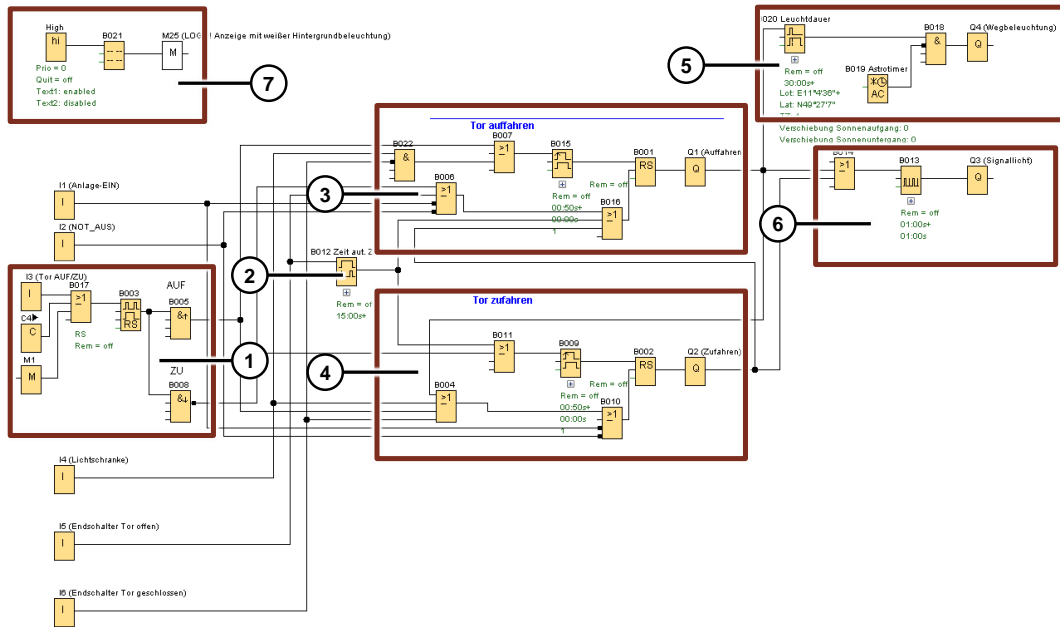 High
hi
Prio = 0
Quit = off
Text1: enabled
Text2: disabled
B021
M25 (LOG ! Anzeige mit weißer Hintergrundbeleuchtung)
M
7
020 Leuchtdauer
Rem = off
30:00s+
Lot: E11°4'36"+
Lat: N49°27'7"
B018
&
Q4 (Wegbeleuchtung)
Q
B019 Astrotimer
AC
5
Verschiebung Sonnenaufgang: 0
Verschiebung Sonnenuntergang: 0
Tor auffahren
B022
&
B007
>1
B015
Rem = off
00:50s+
00:00s
1
B001
RS
Rem = off
Q1 (Auffahren
Q
B006
>1
B016
>1
3
B014
>1
B013
Rem = off
01:00s+
01:00s
Q3 (Signallicht)
Q
6
I1 (Anlage-EIN)
I
I2 (NOT_AUS)
I
B012 Zeit aut. Z
Rem = of
15:00s+
2
I3 (Tor AUF/ZU)
I
C4
C
M1
M
B017
>1
RS
Rem = off
B003
RS
AUF
B005
&↑
ZU
B008
&↓
1
Tor zufahren
B011
>1
B009
Rem = off
00:50s+
00:00s
1
B002
RS
Rem = off
Q2 (Zufahren)
Q
B004
>1
B010
>1
4
I4 (Lichtschranke)
I
I5 (Endschalter Tor offen)
I
I6 (Endschalter Tor geschlossen)
I